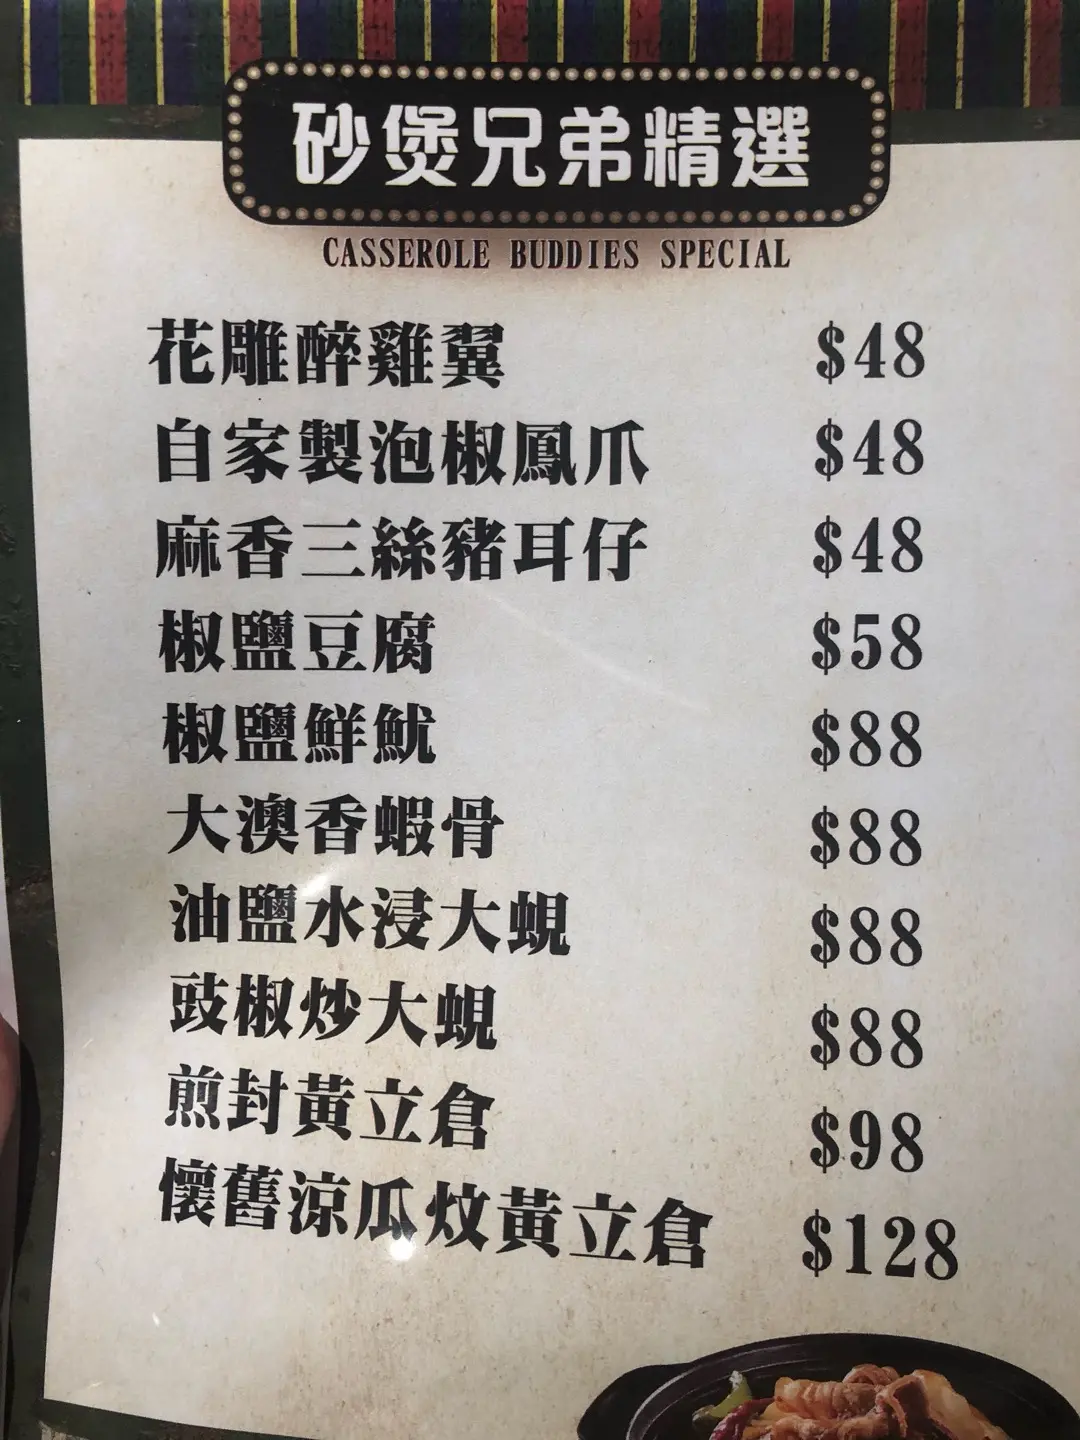 砂煲兄弟精選
CASSEROLE BUDDIES SPECIAL
花雕醉雞翼 $48
自家製泡椒鳳爪 $48
麻香三絲豬耳仔 $48
椒鹽豆腐 $58
椒鹽鮮魷 $88
大澳香蝦骨 $88
油鹽水浸大蜆 $88
豉椒炒大蜆 $88
煎封黃立倉 $98
懷舊涼瓜炆黃立倉 $128